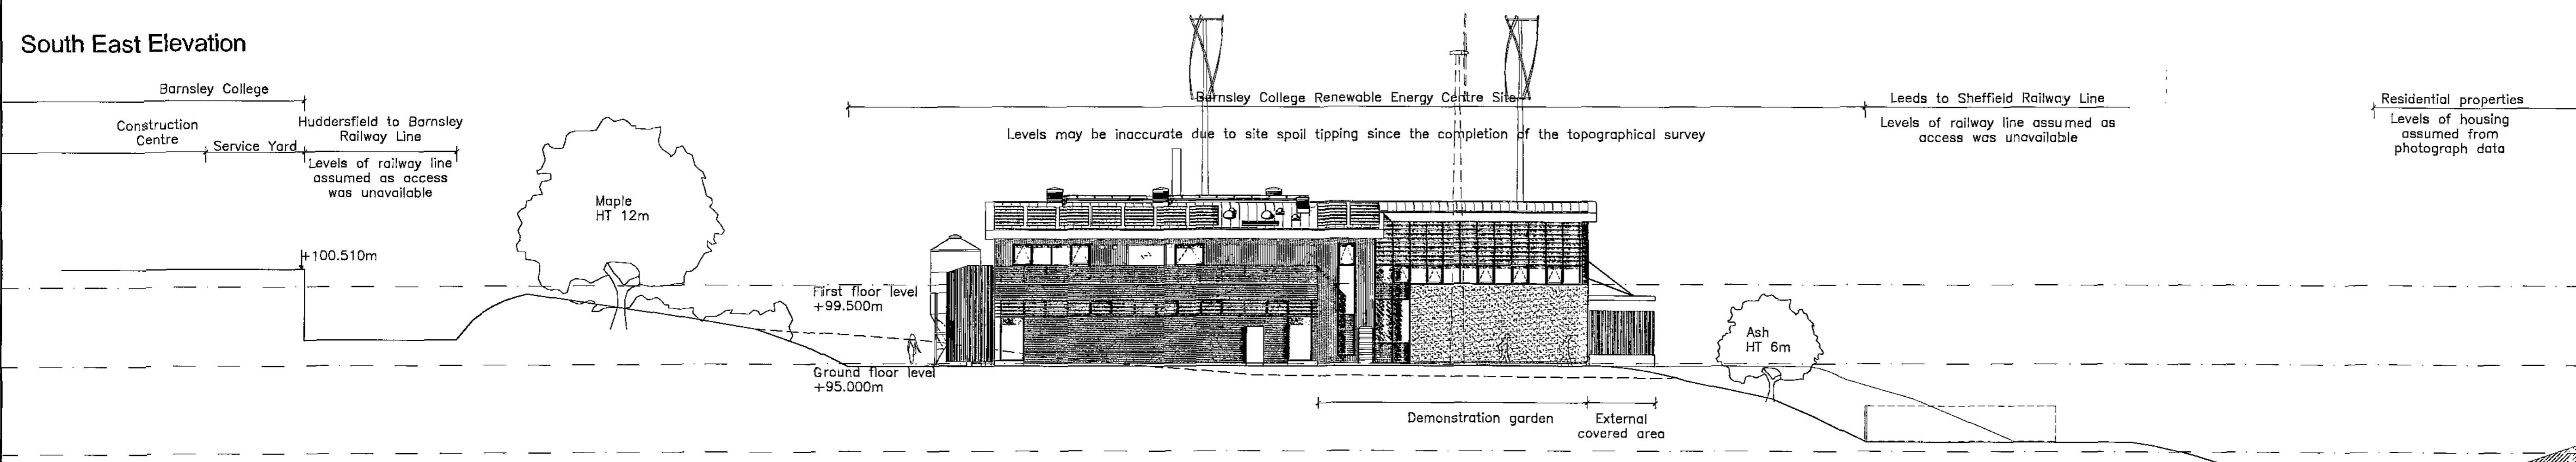 South East Elevation
Barnsley College
Construction
Centre
Service Yard
Huddersfield to Barnsley
Railway Line
Levels of railway line
assumed as access
was unavailable
Maple
HT 12m
+100.510m
Barnsley College Renewable Energy Centre Site
Levels may be inaccurate due to site spoil tipping since the completion of the topographical survey
Leeds to Sheffield Railway Line
Levels of railway line assumed as
access was unavailable
Residential properties
Levels of housing
assumed from
photograph data
First floor level
+99.500m
Ground floor level
+95.000m
Ash
HT 6m
Demonstration garden
External
covered area